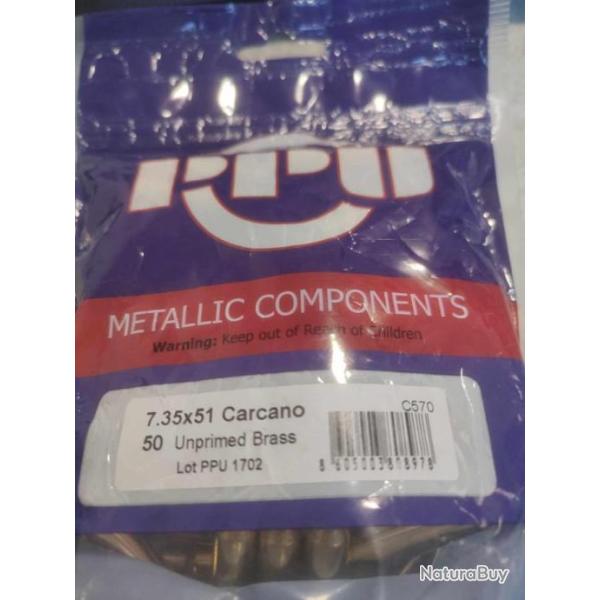 PPU
METALLIC COMPONENTS
Warning: Keep out of Reach of Children
7.35x51 Carcano
50 Unprimed Brass
Lot PPU 1702
C570
8 605003 808978
NaturaBuy